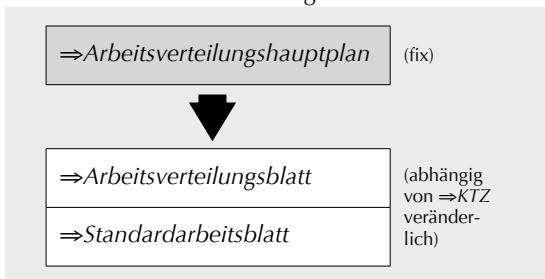 ⇒Arbeitsverteilungshauptplan (fix)
⇒Arbeitsverteilungsblatt
⇒Standardarbeitsblatt
(abhängig
von ⇒KTZ
veränder-
lich)